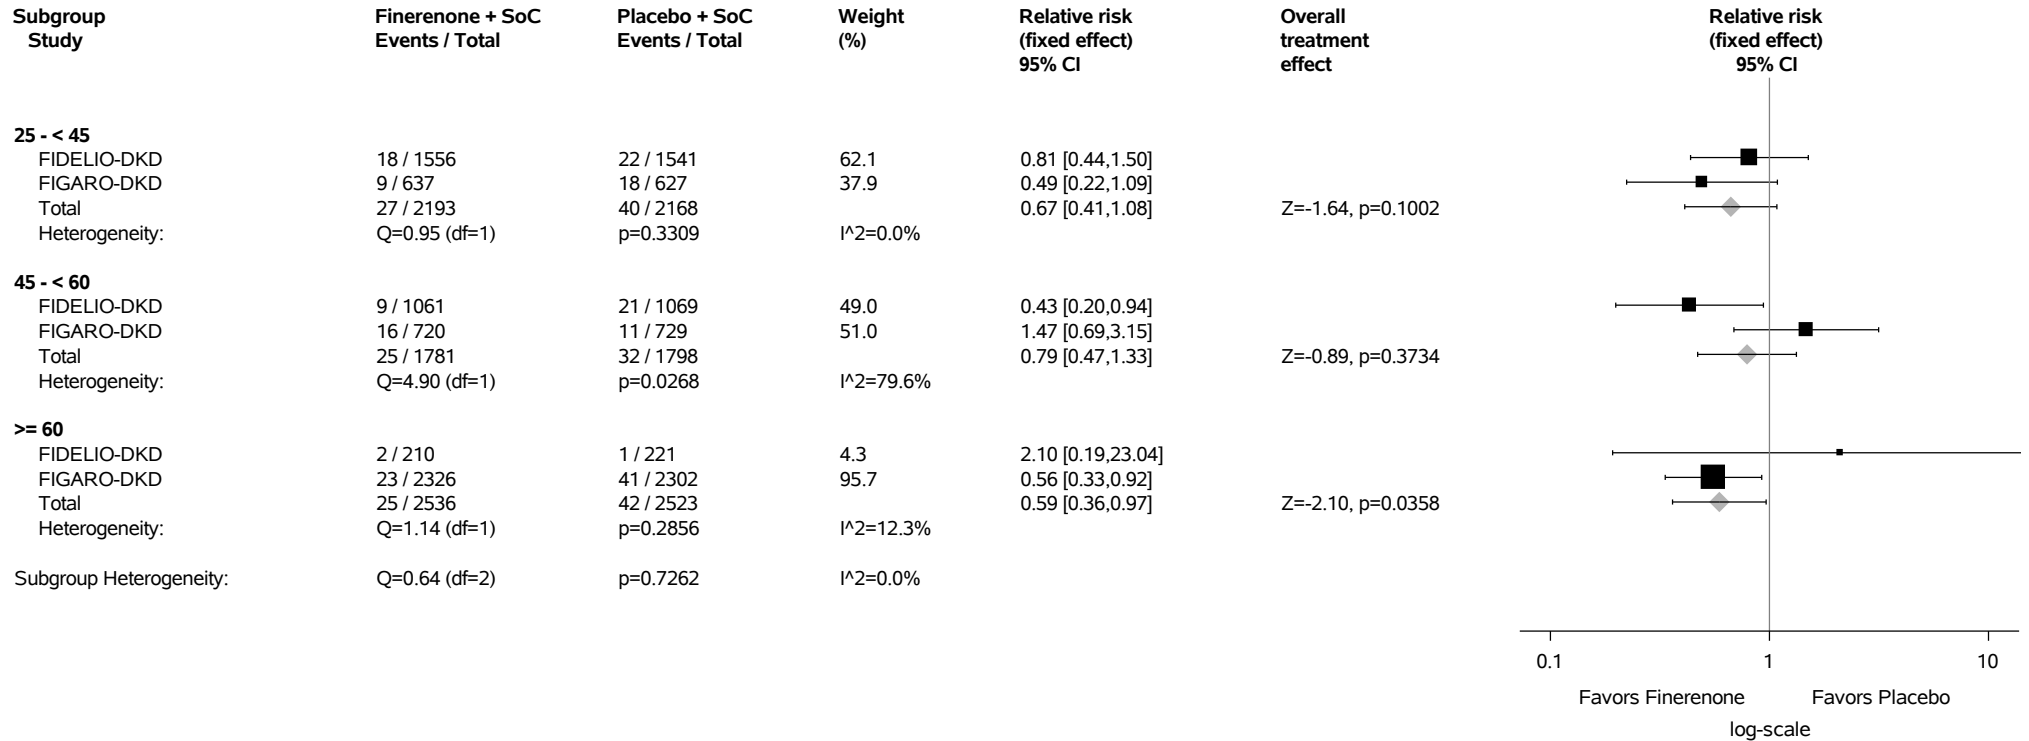 Subgroup Finerenone + SoC Placebo + SoC Weight Relative risk Overall Relative risk
Study Events / Total Events / Total (%) (fixed effect) treatment (fixed effect)
95% CI effect 95% CI
25 - < 45
FIDELIO-DKD 18 / 1556 22 / 1541 62.1 0.81 [0.44,1.50]
FIGARO-DKD 9 / 637 18 / 627 37.9 0.49 [0.22,1.09]
Total 27 / 2193 40 / 2168 0.67 [0.41,1.08] Z=-1.64, p=0.1002
Heterogeneity: Q=0.95 (df=1) p=0.3309 I^2=0.0%
45 - < 60
FIDELIO-DKD 9 / 1061 21 / 1069 49.0 0.43 [0.20,0.94]
FIGARO-DKD 16 / 720 11 / 729 51.0 1.47 [0.69,3.15]
Total 25 / 1781 32 / 1798 0.79 [0.47,1.33] Z=-0.89, p=0.3734
Heterogeneity: Q=4.90 (df=1) p=0.0268 I^2=79.6%
>= 60
FIDELIO-DKD 2 / 210 1 / 221 4.3 2.10 [0.19,23.04]
FIGARO-DKD 23 / 2326 41 / 2302 95.7 0.56 [0.33,0.92]
Total 25 / 2536 42 / 2523 0.59 [0.36,0.97] Z=-2.10, p=0.0358
Heterogeneity: Q=1.14 (df=1) p=0.2856 I^2=12.3%
Subgroup Heterogeneity: Q=0.64 (df=2) p=0.7262 I^2=0.0%
0.1 1 10
Favors Finerenone Favors Placebo
log-scale